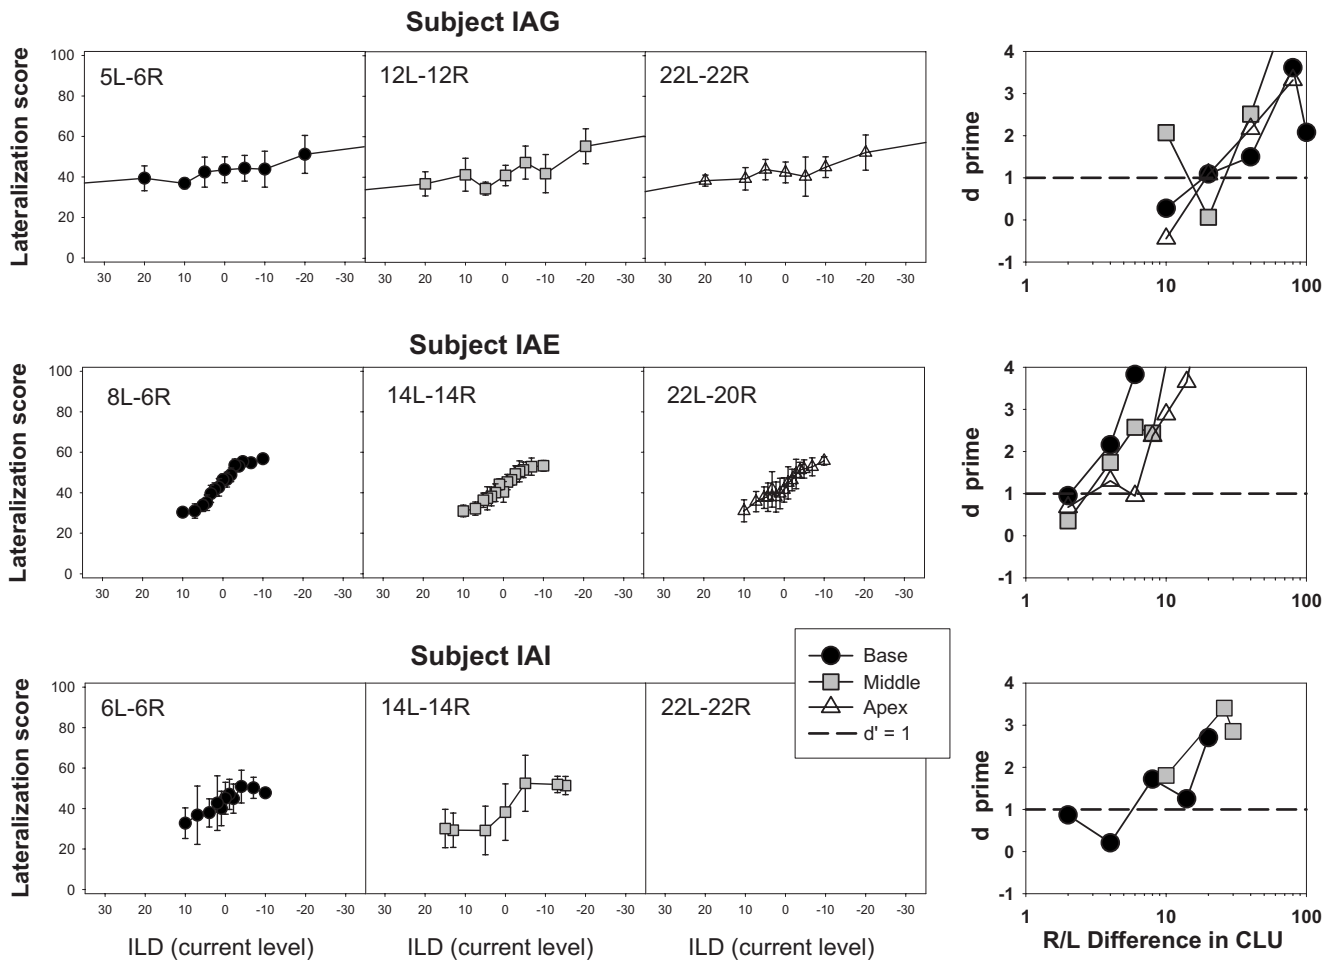 Subject IAG
Lateralization score
100
80
60
40
20
0
5L-6R
12L-12R
22L-22R
30 20 10 0 -10 -20 -30
30 20 10 0 -10 -20 -30
30 20 10 0 -10 -20 -30
d prime
4
3
2
1
0
-1
1 10 100
Subject IAE
Lateralization score
100
80
60
40
20
0
8L-6R
14L-14R
22L-20R
30 20 10 0 -10 -20 -30
30 20 10 0 -10 -20 -30
30 20 10 0 -10 -20 -30
d prime
4
3
2
1
0
-1
1 10 100
Subject IAI
Lateralization score
100
80
60
40
20
0
6L-6R
14L-14R
22L-22R
Base
Middle
Apex
d' = 1
30 20 10 0 -10 -20 -30
30 20 10 0 -10 -20 -30
30 20 10 0 -10 -20 -30
ILD (current level)
ILD (current level)
ILD (current level)
d prime
4
3
2
1
0
-1
1 10 100
R/L Difference in CLU